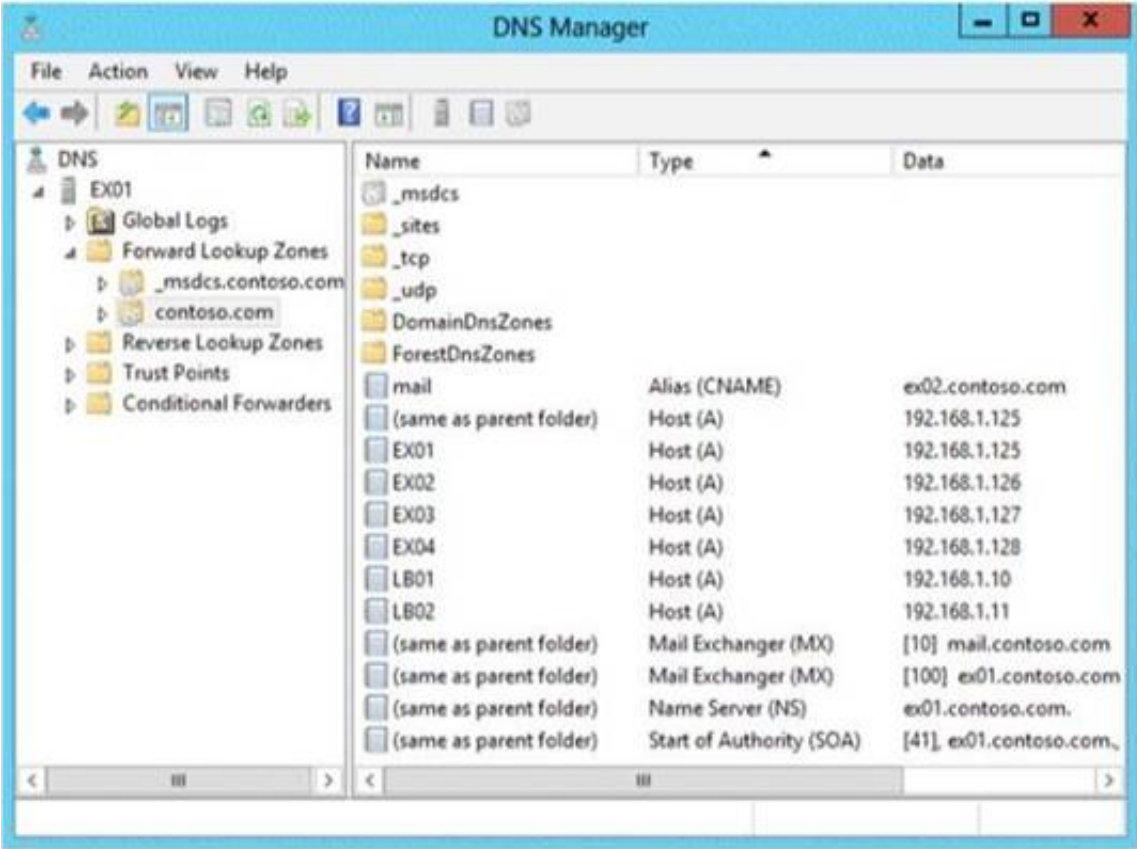 DNS Manager
File Action View Help
DNS
EX01
Global Logs
Forward Lookup Zones
_msdcs.contoso.com
contoso.com
Reverse Lookup Zones
Trust Points
Conditional Forwarders
Name Type Data
_msdcs
_sites
_tcp
_udp
DomainDnsZones
ForestDnsZones
mail Alias (CNAME) ex02.contoso.com
(same as parent folder) Host (A) 192.168.1.125
EX01 Host (A) 192.168.1.125
EX02 Host (A) 192.168.1.126
EX03 Host (A) 192.168.1.127
EX04 Host (A) 192.168.1.128
LB01 Host (A) 192.168.1.10
LB02 Host (A) 192.168.1.11
(same as parent folder) Mail Exchanger (MX) [10] mail.contoso.com
(same as parent folder) Mail Exchanger (MX) [100] ex01.contoso.com
(same as parent folder) Name Server (NS) ex01.contoso.com.
(same as parent folder) Start of Authority (SOA) [41], ex01.contoso.com.,